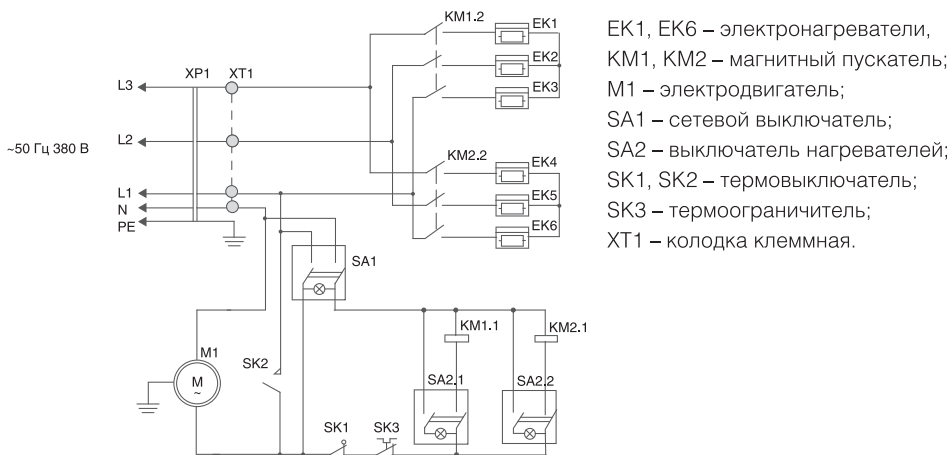 KM1.2
EK1
EK2
EK3
XP1
XT1
L3
L2
~50 Гц 380 В
L1
N
PE
KM2.2
EK4
EK5
EK6
SA1
KM1.1
KM2.1
M1
M
~
SK2
SA2.1
SA2.2
SK1
SK3
EK1, EK6 – электронагреватели,
KM1, KM2 – магнитный пускатель;
M1 – электродвигатель;
SA1 – сетевой выключатель;
SA2 – выключатель нагревателей;
SK1, SK2 – термовыключатель;
SK3 – термоограничитель;
XT1 – колодка клеммная.